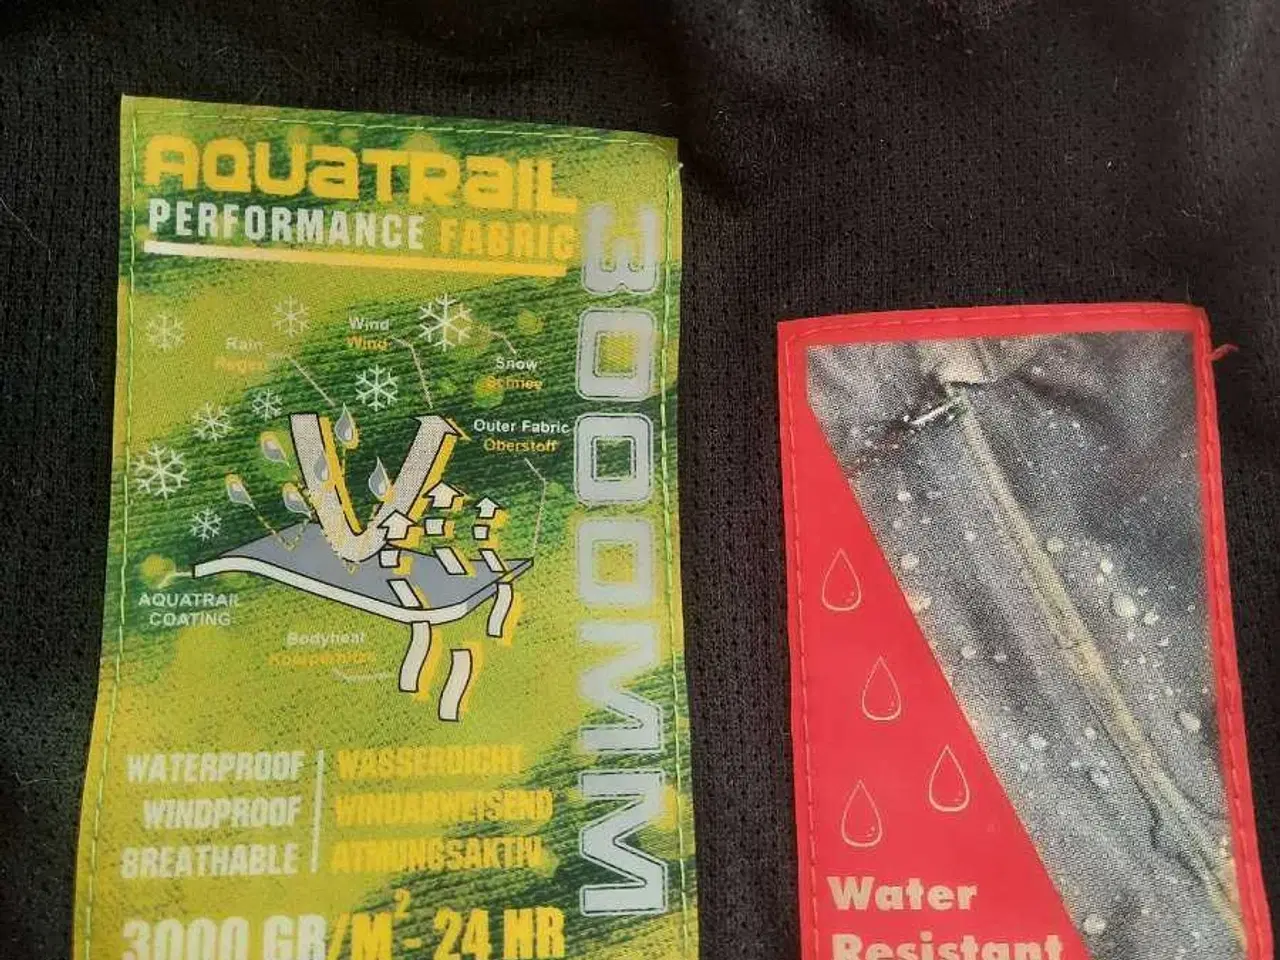 AQUATRAIL
PERFORMANCE FABRIC
3000MM
Rain
Regen
Wind
Wind
Snow
Schnee
Outer Fabric
Oberstoff
AQUATRAIL
COATING
Bodyheat
WATERPROOF
WINDPROOF
BREATHABLE
WASSERDICHT
WINDABWEISEND
ATMUNGSAKTIV
3000 GR/M² - 24 HR
Water
Resistant